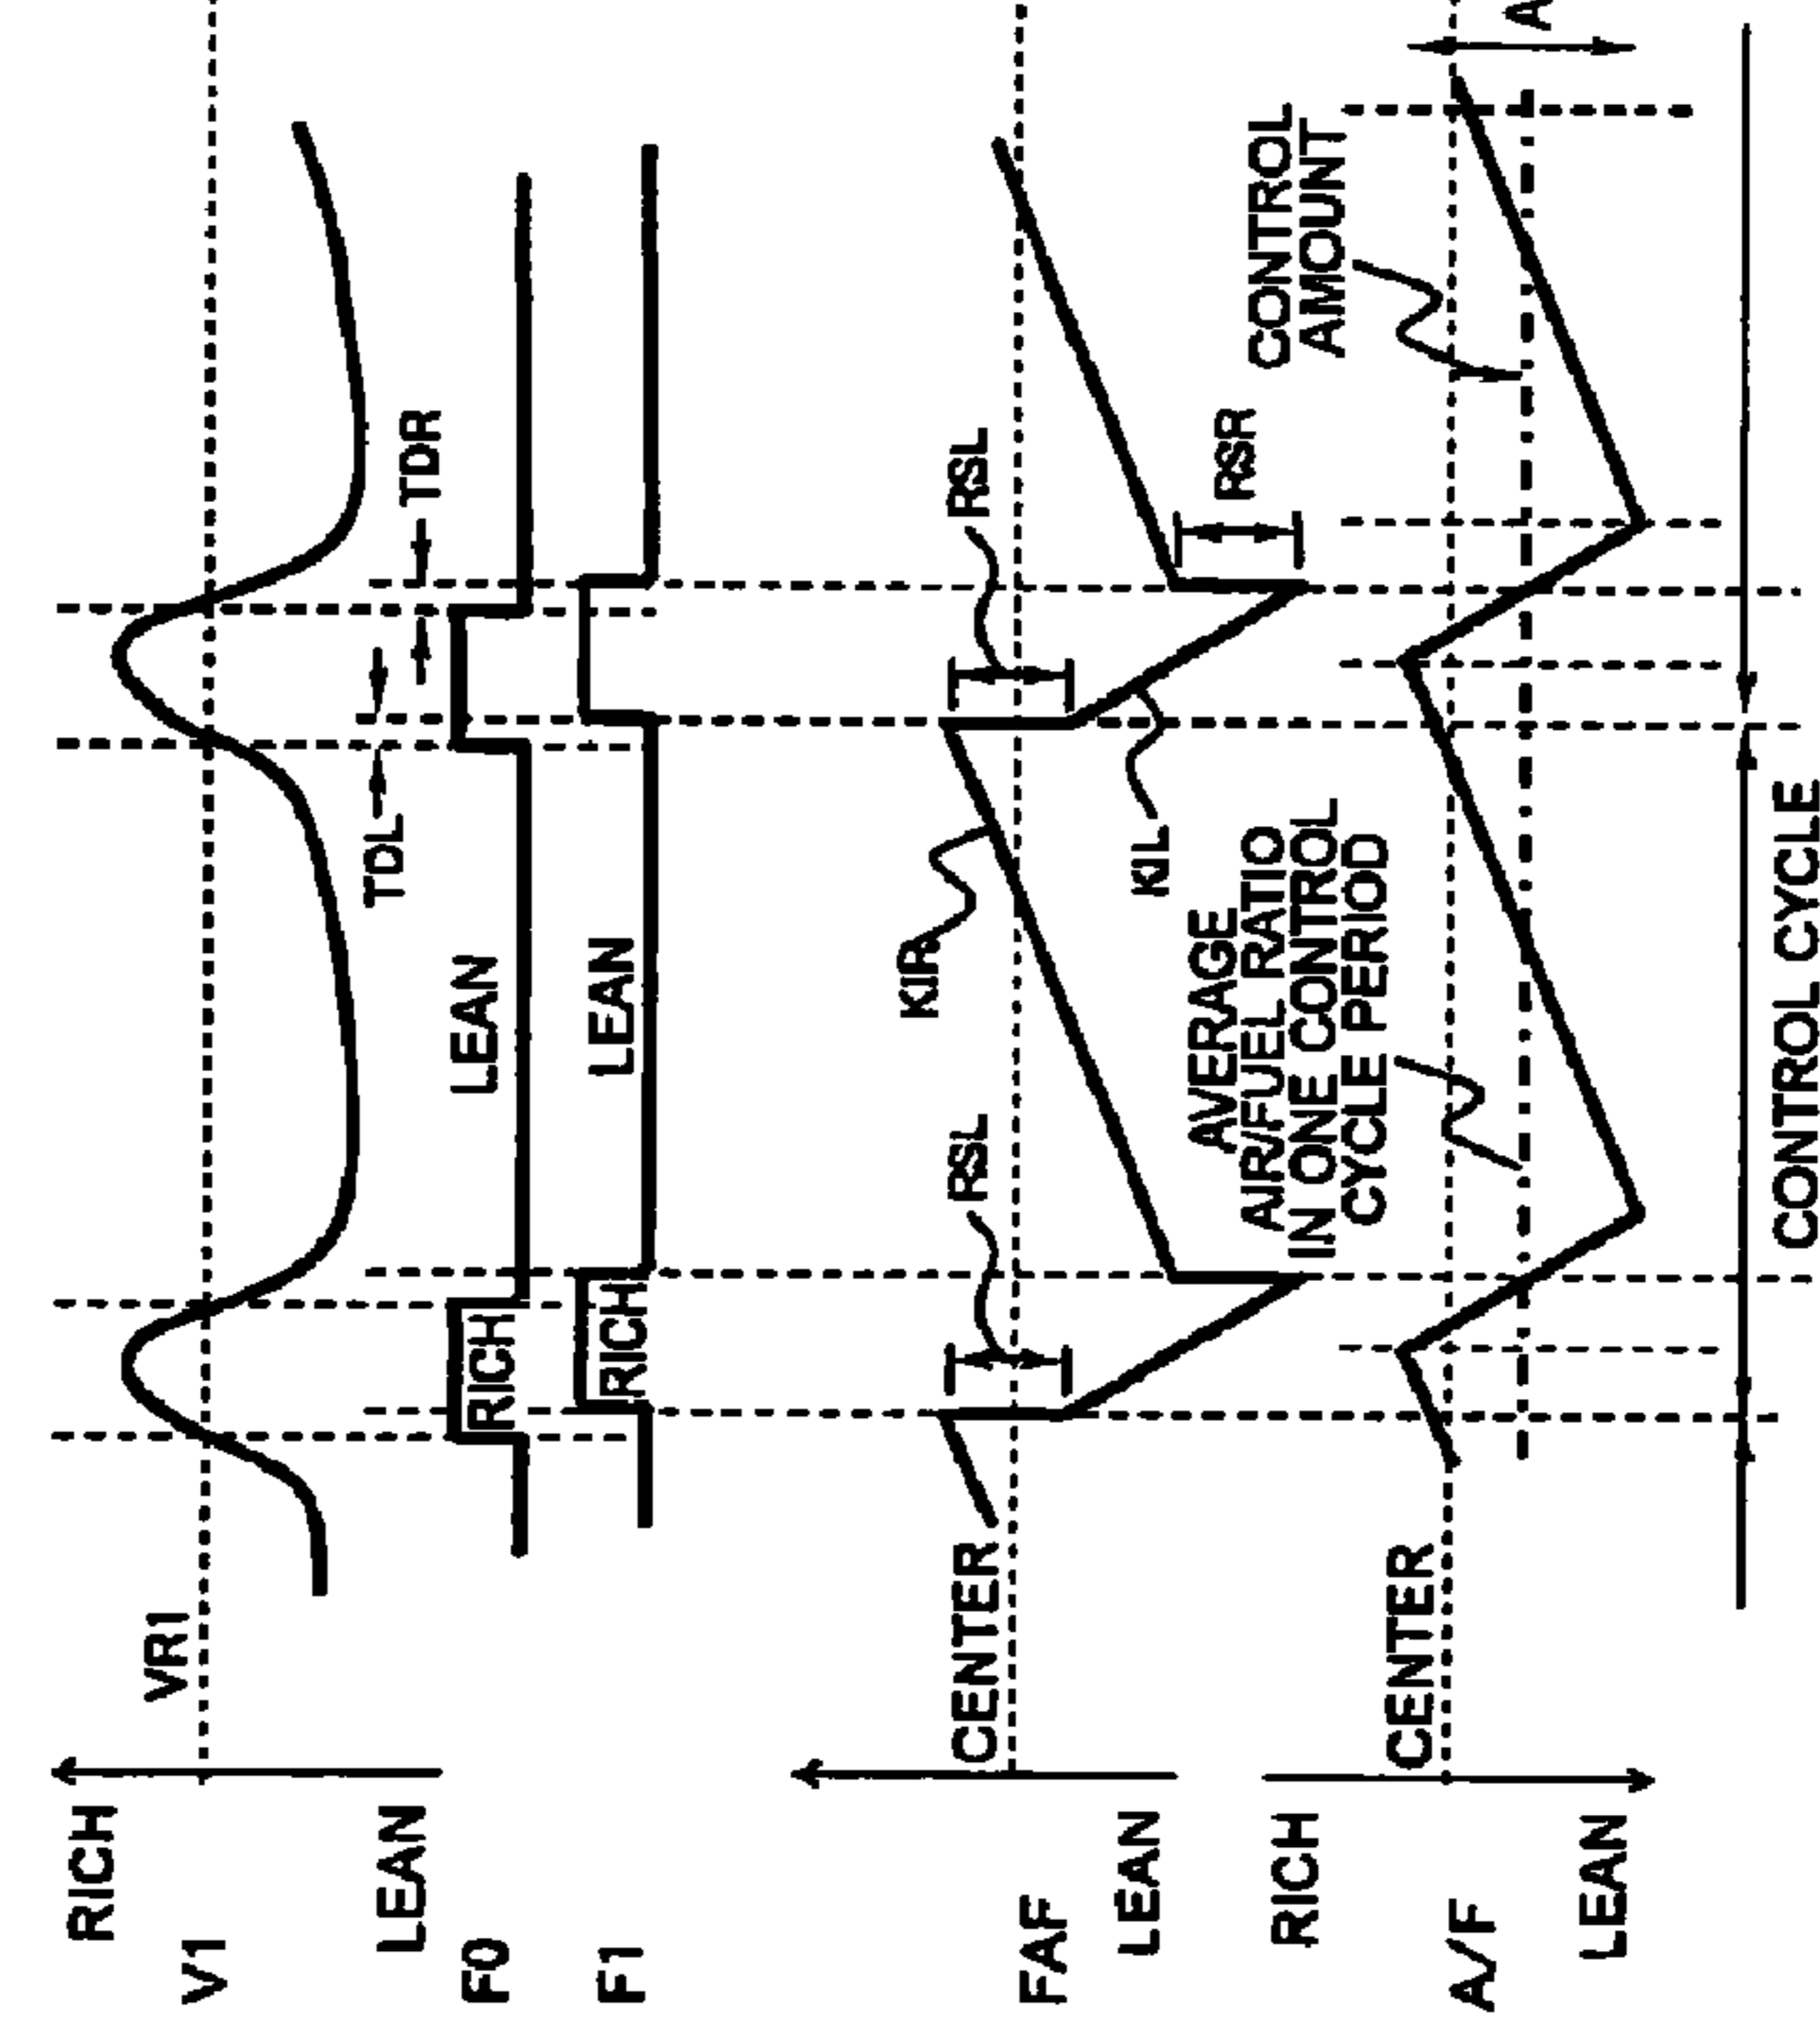 RICH
V1
VR1
LEAN
TDL
TDR
F0
RICH
LEAN
F1
RICH
LEAN
FAF
CENTER
RSL
KIR
RSL
KIL
RSR
LEAN
RICH
A/F
CENTER
AVERAGE
AIR/FUEL RATIO
IN ONE CONTROL
CYCLE PERIOD
CONTROL
AMOUNT
LEAN
A
CONTROL CYCLE